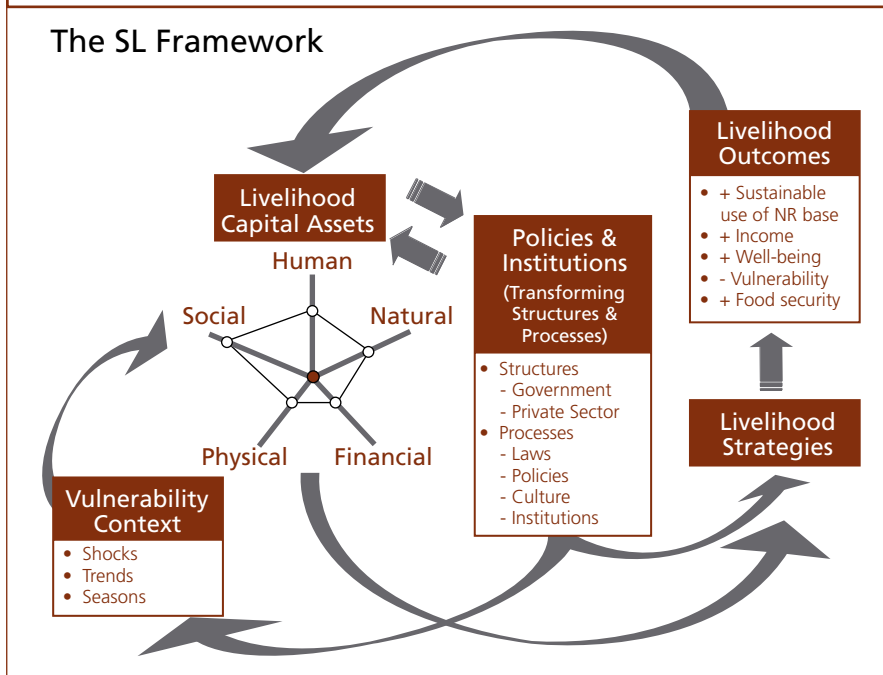 The SL Framework
Livelihood
Capital Assets
Human
Social
Natural
Physical
Financial
Vulnerability
Context
• Shocks
• Trends
• Seasons
Policies &
Institutions
(Transforming
Structures &
Processes)
• Structures
- Government
- Private Sector
• Processes
- Laws
- Policies
- Culture
- Institutions
Livelihood
Outcomes
• + Sustainable
use of NR base
• + Income
• + Well-being
• - Vulnerability
• + Food security
Livelihood
Strategies